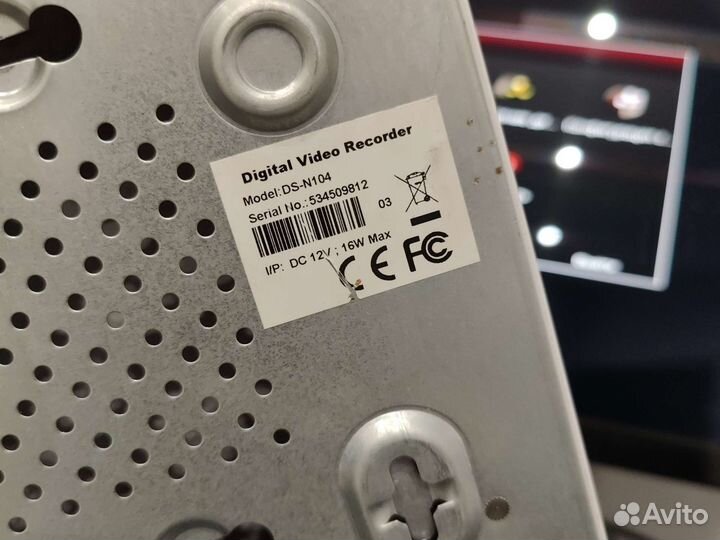 Digital Video Recorder
Model:DS-N104
Serial No.:534509812
03
I/P: DC 12V ; 16W Max
CE FC
Avito